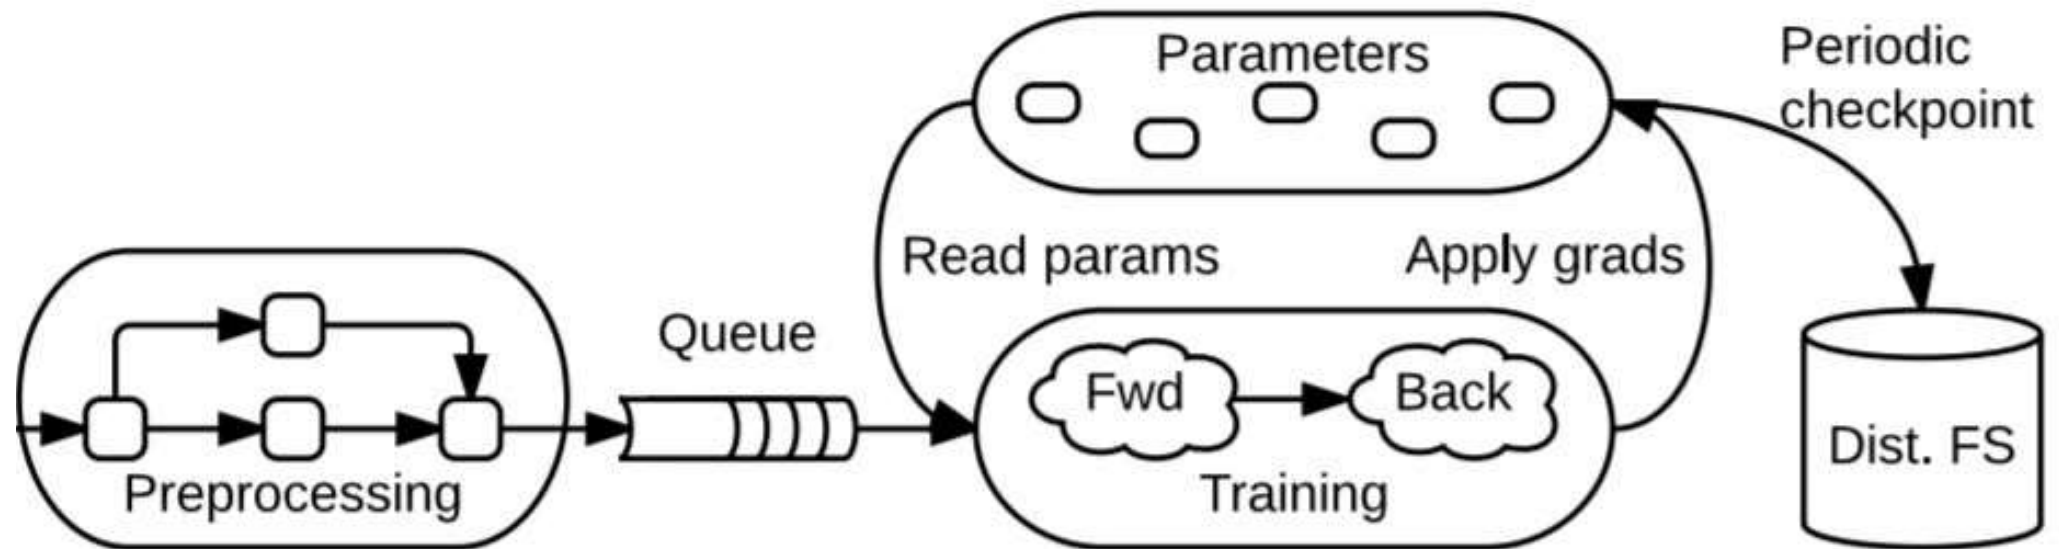 Parameters
Periodic
checkpoint
Read params
Apply grads
Queue
Fwd
Back
Dist. FS
Preprocessing
Training